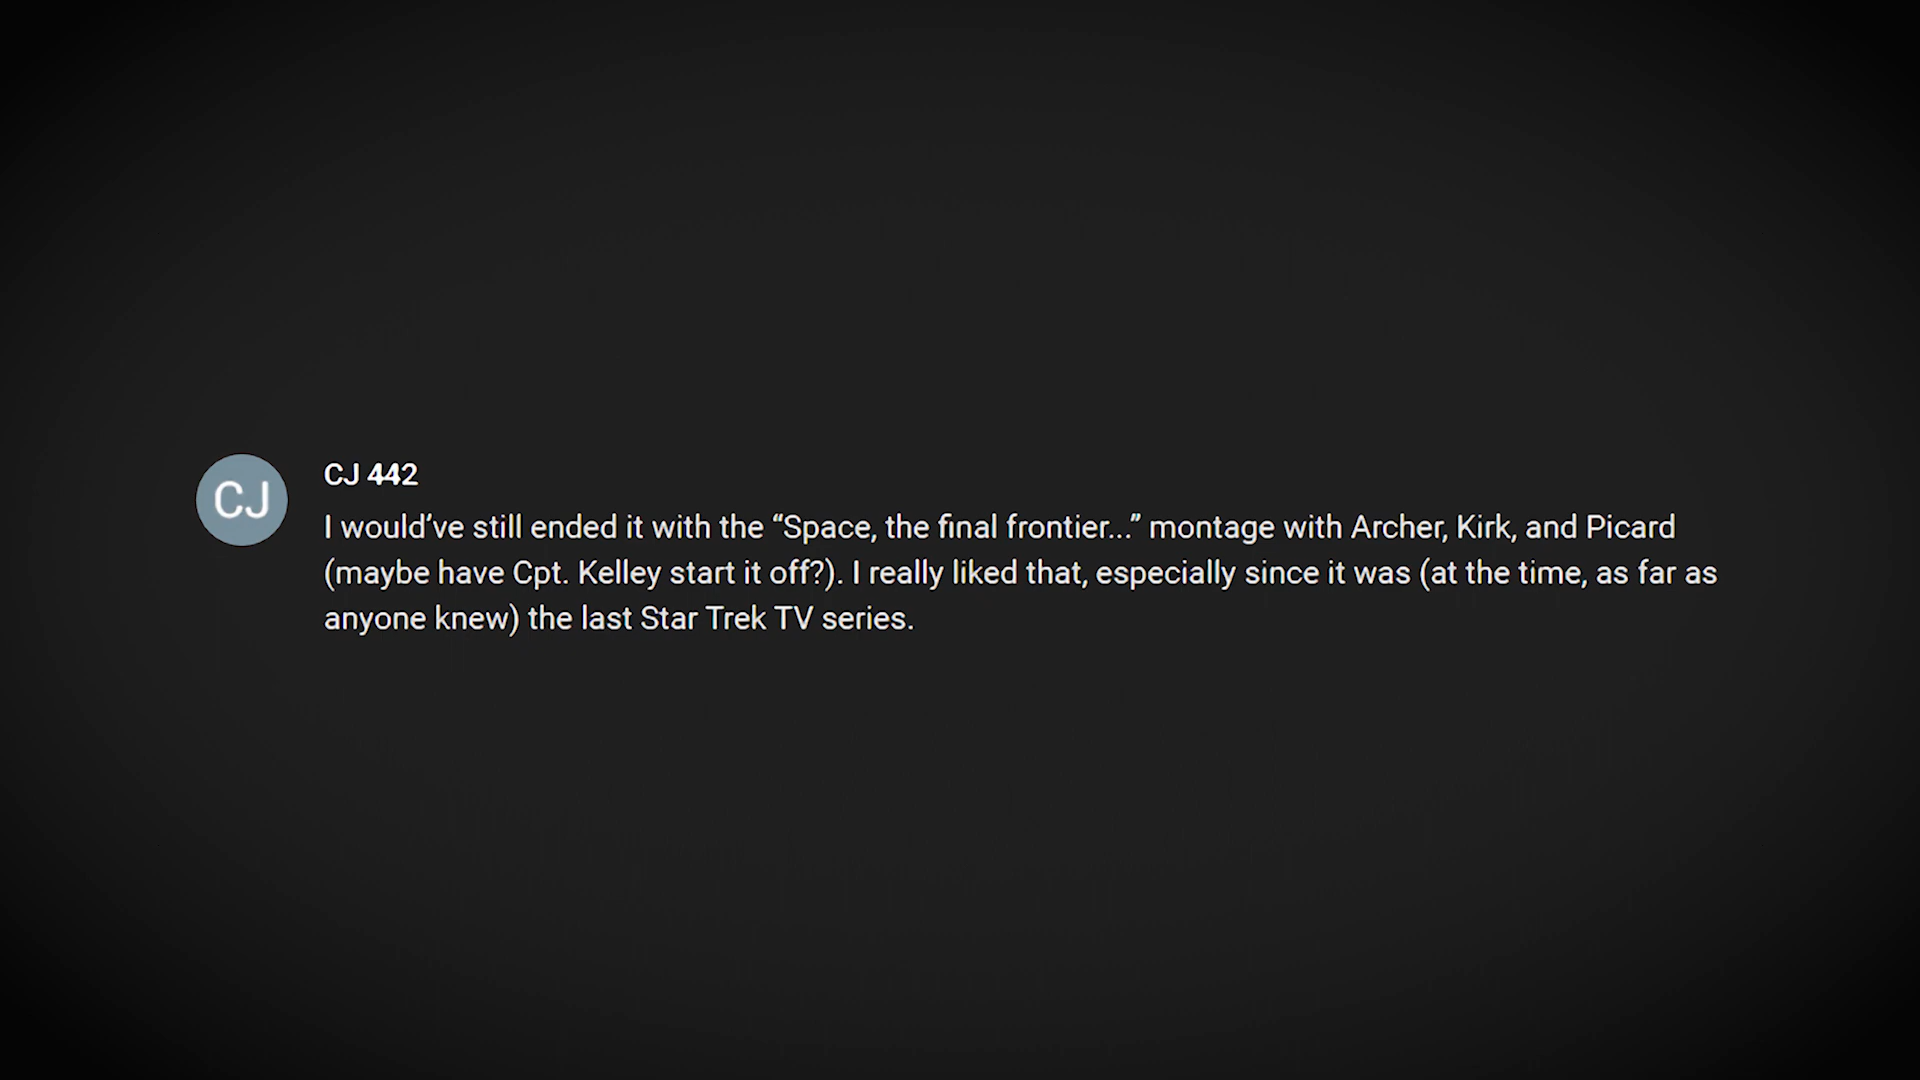 CJ
CJ 442
I would’ve still ended it with the “Space, the final frontier...” montage with Archer, Kirk, and Picard
(maybe have Cpt. Kelley start it off?). I really liked that, especially since it was (at the time, as far as
anyone knew) the last Star Trek TV series.